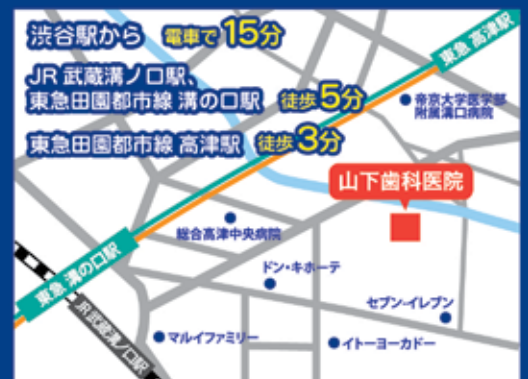 渋谷駅から 電車で 15分
JR 武蔵溝ノ口駅、
東急田園都市線 溝の口駅 徒歩5分
東急田園都市線 高津駅 徒歩3分
東急 高津駅
帝京大学医学部
附属溝口病院
山下歯科医院
総合高津中央病院
東急 溝の口駅
ドン・キホーテ
セブン-イレブン
JR 武蔵溝ノ口駅
マルイファミリー
イトーヨーカドー